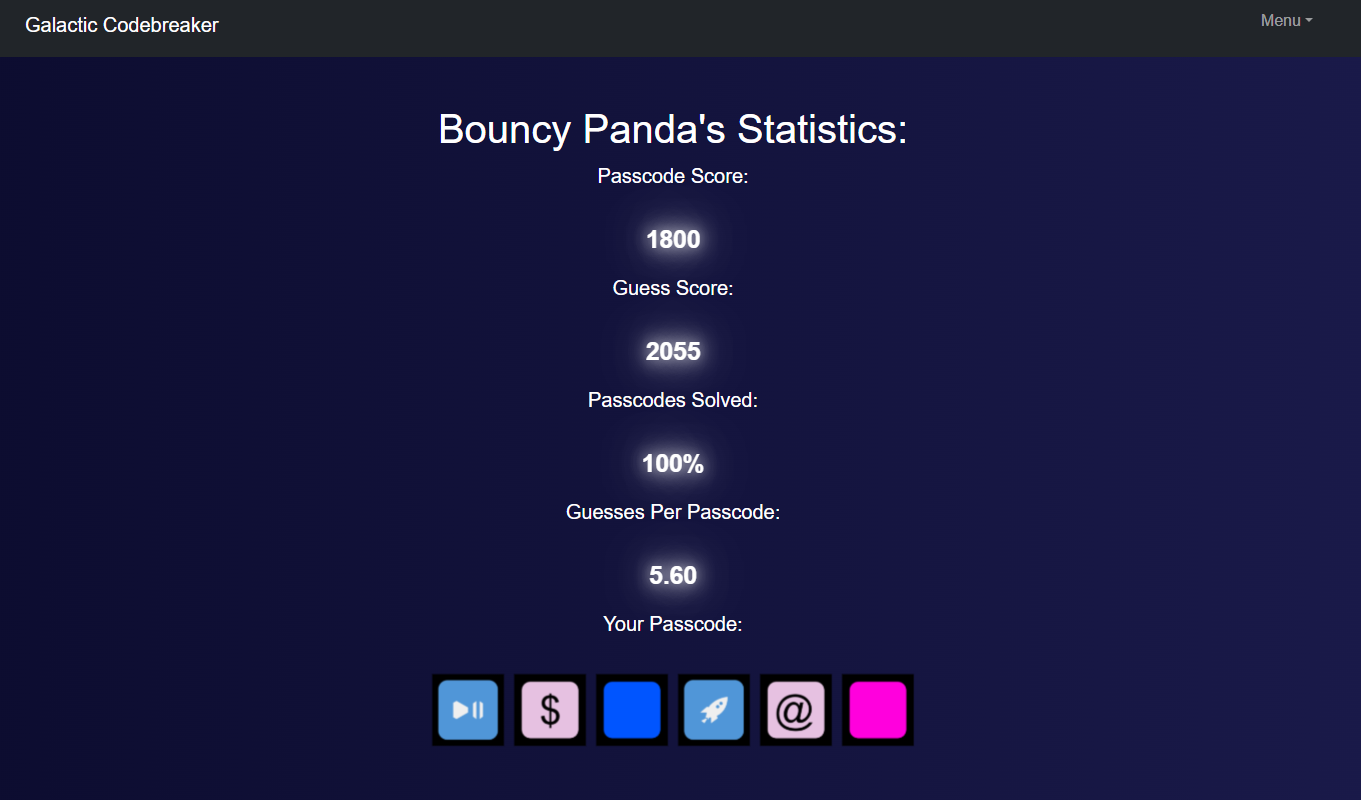 Galactic Codebreaker
Menu
Bouncy Panda's Statistics:
Passcode Score:
1800
Guess Score:
2055
Passcodes Solved:
100%
Guesses Per Passcode:
5.60
Your Passcode:
$ @